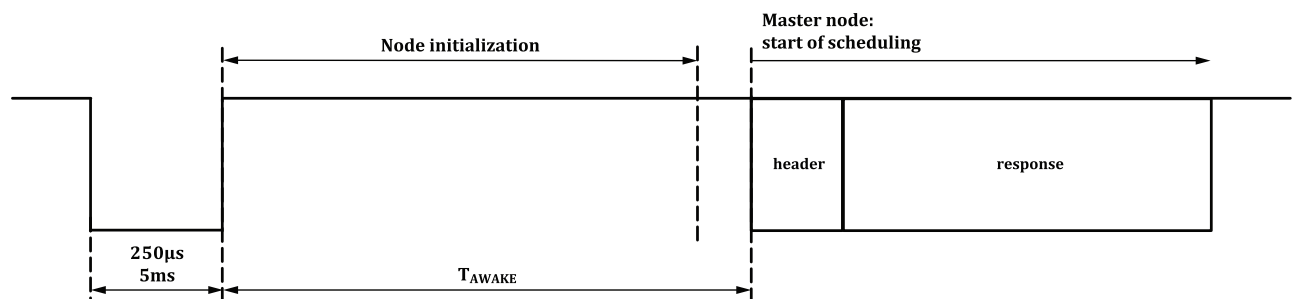 Master node:
start of scheduling
Node initialization
header
response
250μs
5ms
TAWAKE